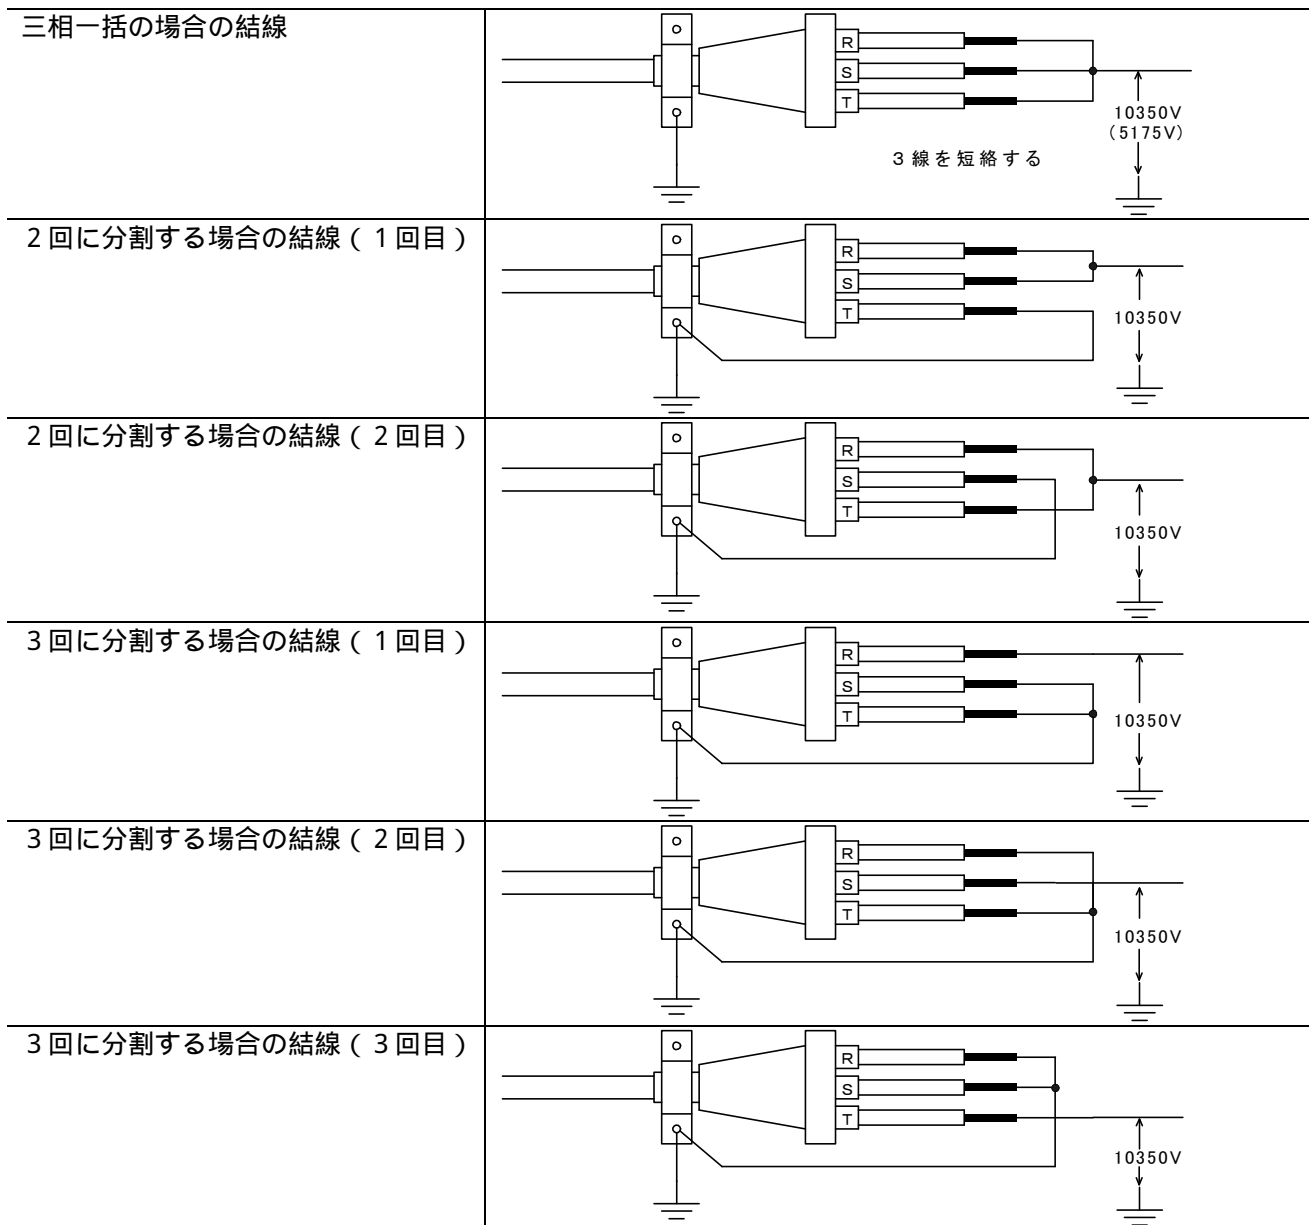 三相一括の場合の結線
R
S
T
10350V
(5175V)
3線を短絡する
2回に分割する場合の結線(1回目)
R
S
T
10350V
2回に分割する場合の結線(2回目)
R
S
T
10350V
3回に分割する場合の結線(1回目)
R
S
T
10350V
3回に分割する場合の結線(2回目)
R
S
T
10350V
3回に分割する場合の結線(3回目)
R
S
T
10350V